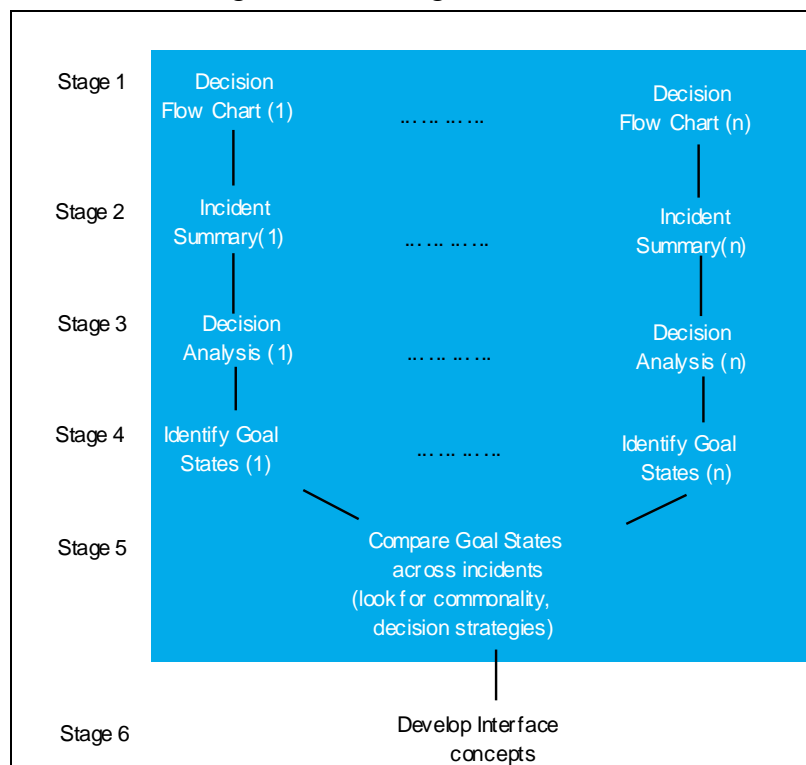 Stage 1
Decision
Flow Chart (1)
... ... ... ...
Decision
Flow Chart (n)
Stage 2
Incident
Summary(1)
... ... ... ...
Incident
Summary(n)
Stage 3
Decision
Analysis (1)
... ... ... ...
Decision
Analysis (n)
Stage 4
Identify Goal
States (1)
... ... ... ...
Identify Goal
States (n)
Stage 5
Compare Goal States
across incidents
(look for commonality,
decision strategies)
Stage 6
Develop Interface
concepts